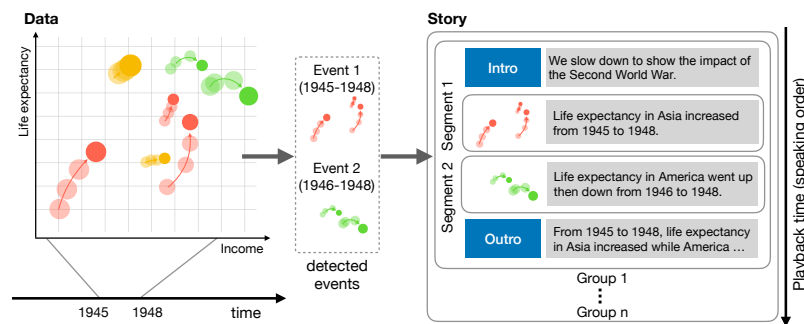 Data
Life expectancy
Income
1945
1948
time
Event 1
(1945-1948)
Event 2
(1946-1948)
detected
events
Story
Segment 1
Segment 2
Intro
We slow down to show the impact of
the Second World War.
Life expectancy in Asia increased
from 1945 to 1948.
Life expectancy in America went up
then down from 1946 to 1948.
Outro
From 1945 to 1948, life expectancy
in Asia increased while America ...
Group 1
Group n
Playback time (speaking order)